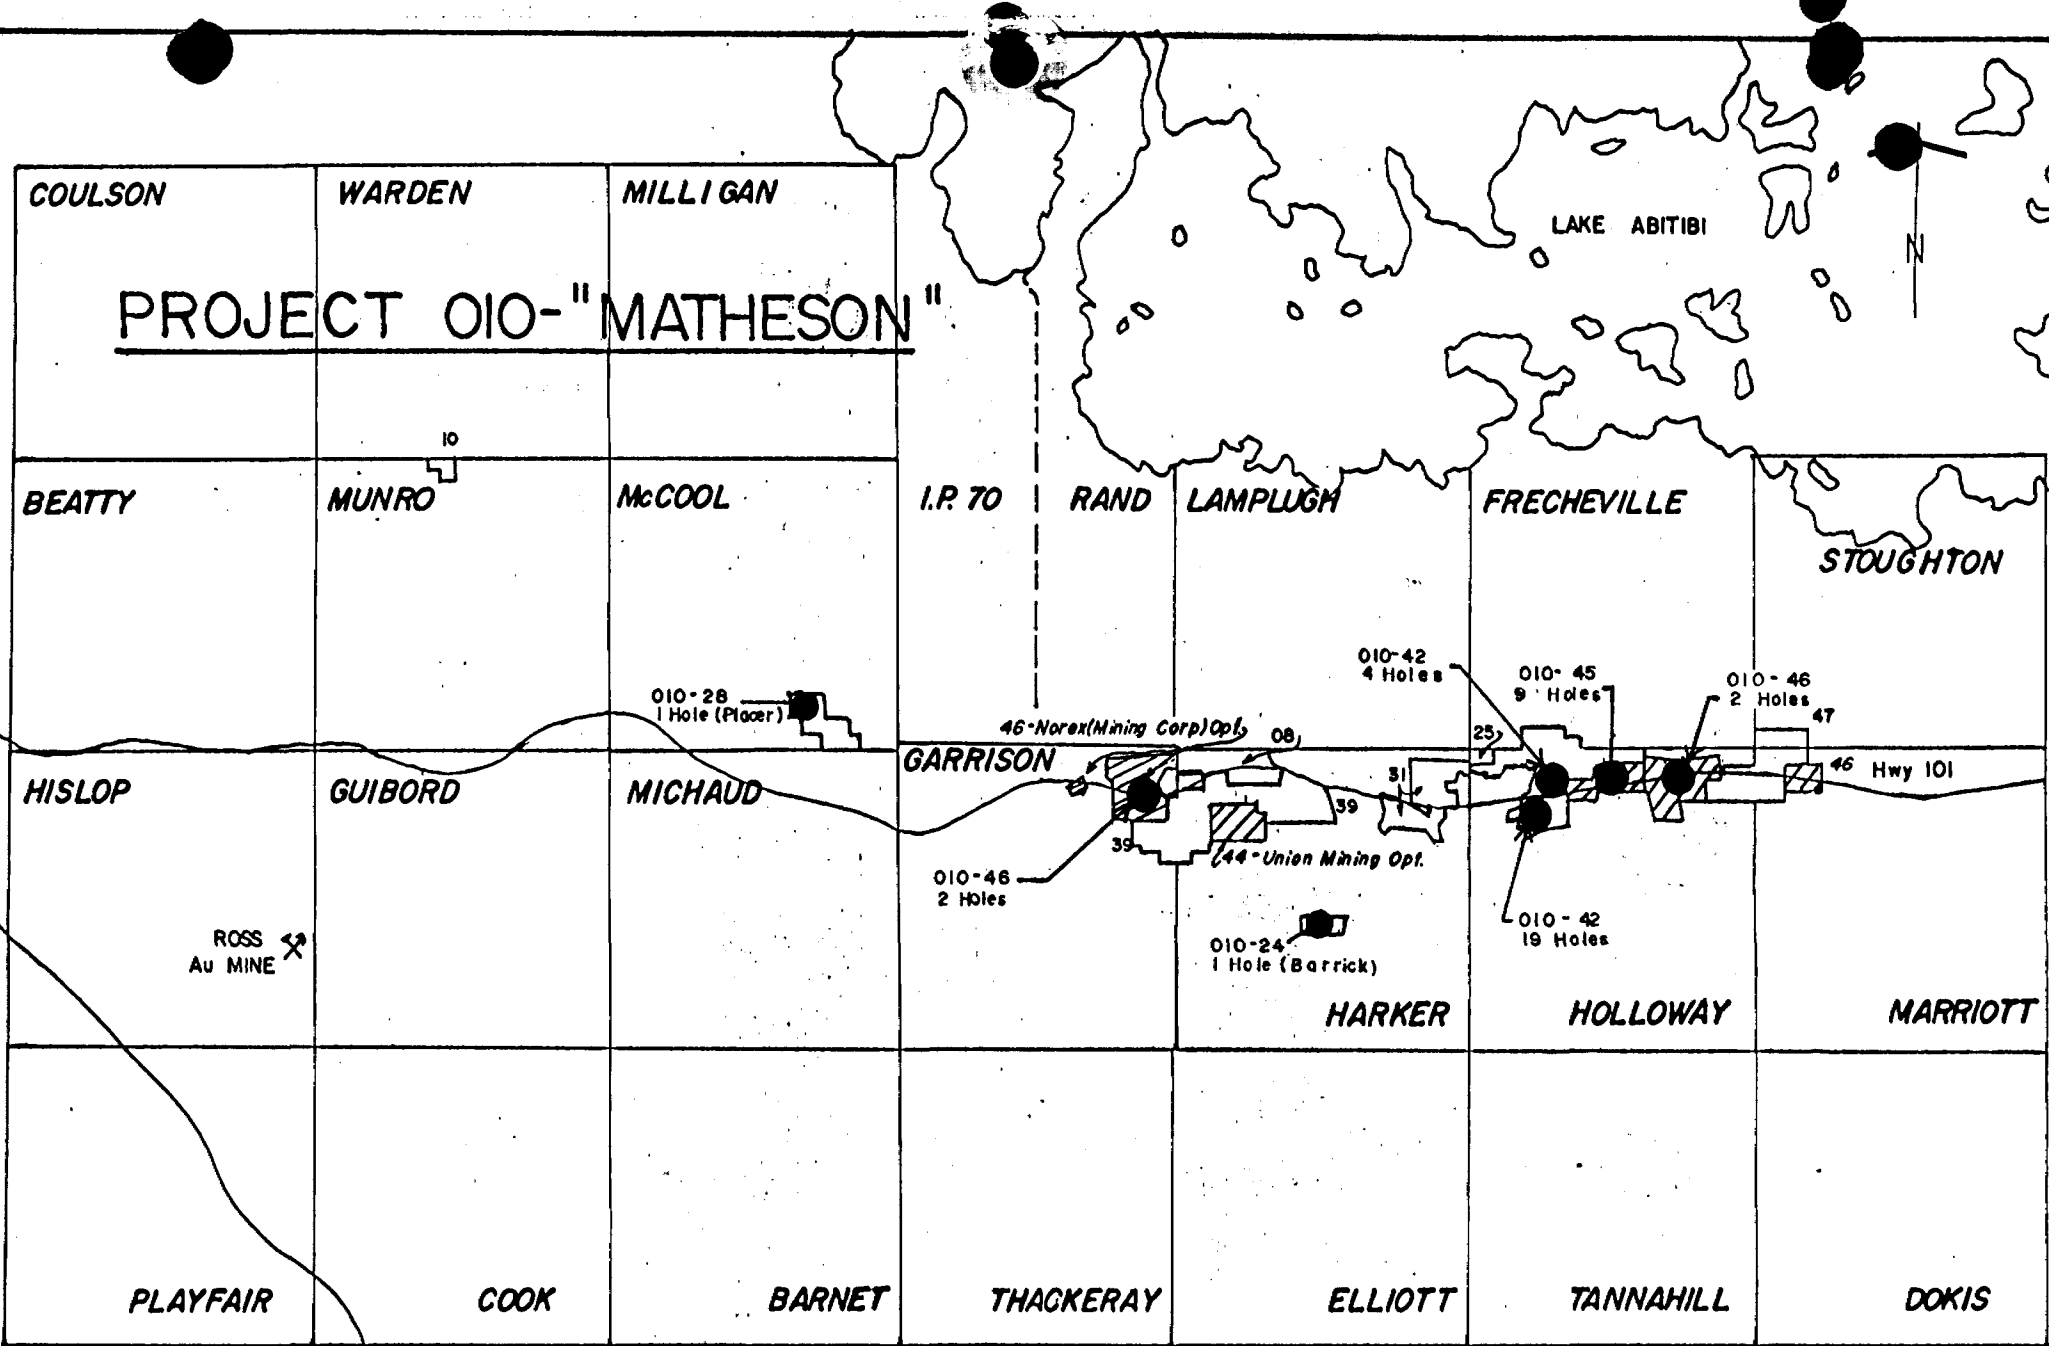 COULSON
WARDEN
MILLIGAN
LAKE ABITIBI
N
PROJECT 010-"MATHESON"
10
BEATTY
MUNRO
McCOOL
I.P. 70
RAND
LAMPLUGH
FRECHEVILLE
STOUGHTON
010-42
4 Holes
010-45
9 Holes
010-46
2 Holes
47
010-28
1 Hole (Placer)
46-Norex(Mining Corp)Opt.
08
25
GARRISON
31
46
Hwy 101
HISLOP
GUIBORD
MICHAUD
39
39
44-Union Mining Opt.
010-46
2 Holes
010-42
19 Holes
ROSS
Au MINE
010-24
1 Hole (Barrick)
HARKER
HOLLOWAY
MARRIOTT
PLAYFAIR
COOK
BARNET
THACKERAY
ELLIOTT
TANNAHILL
DOKIS